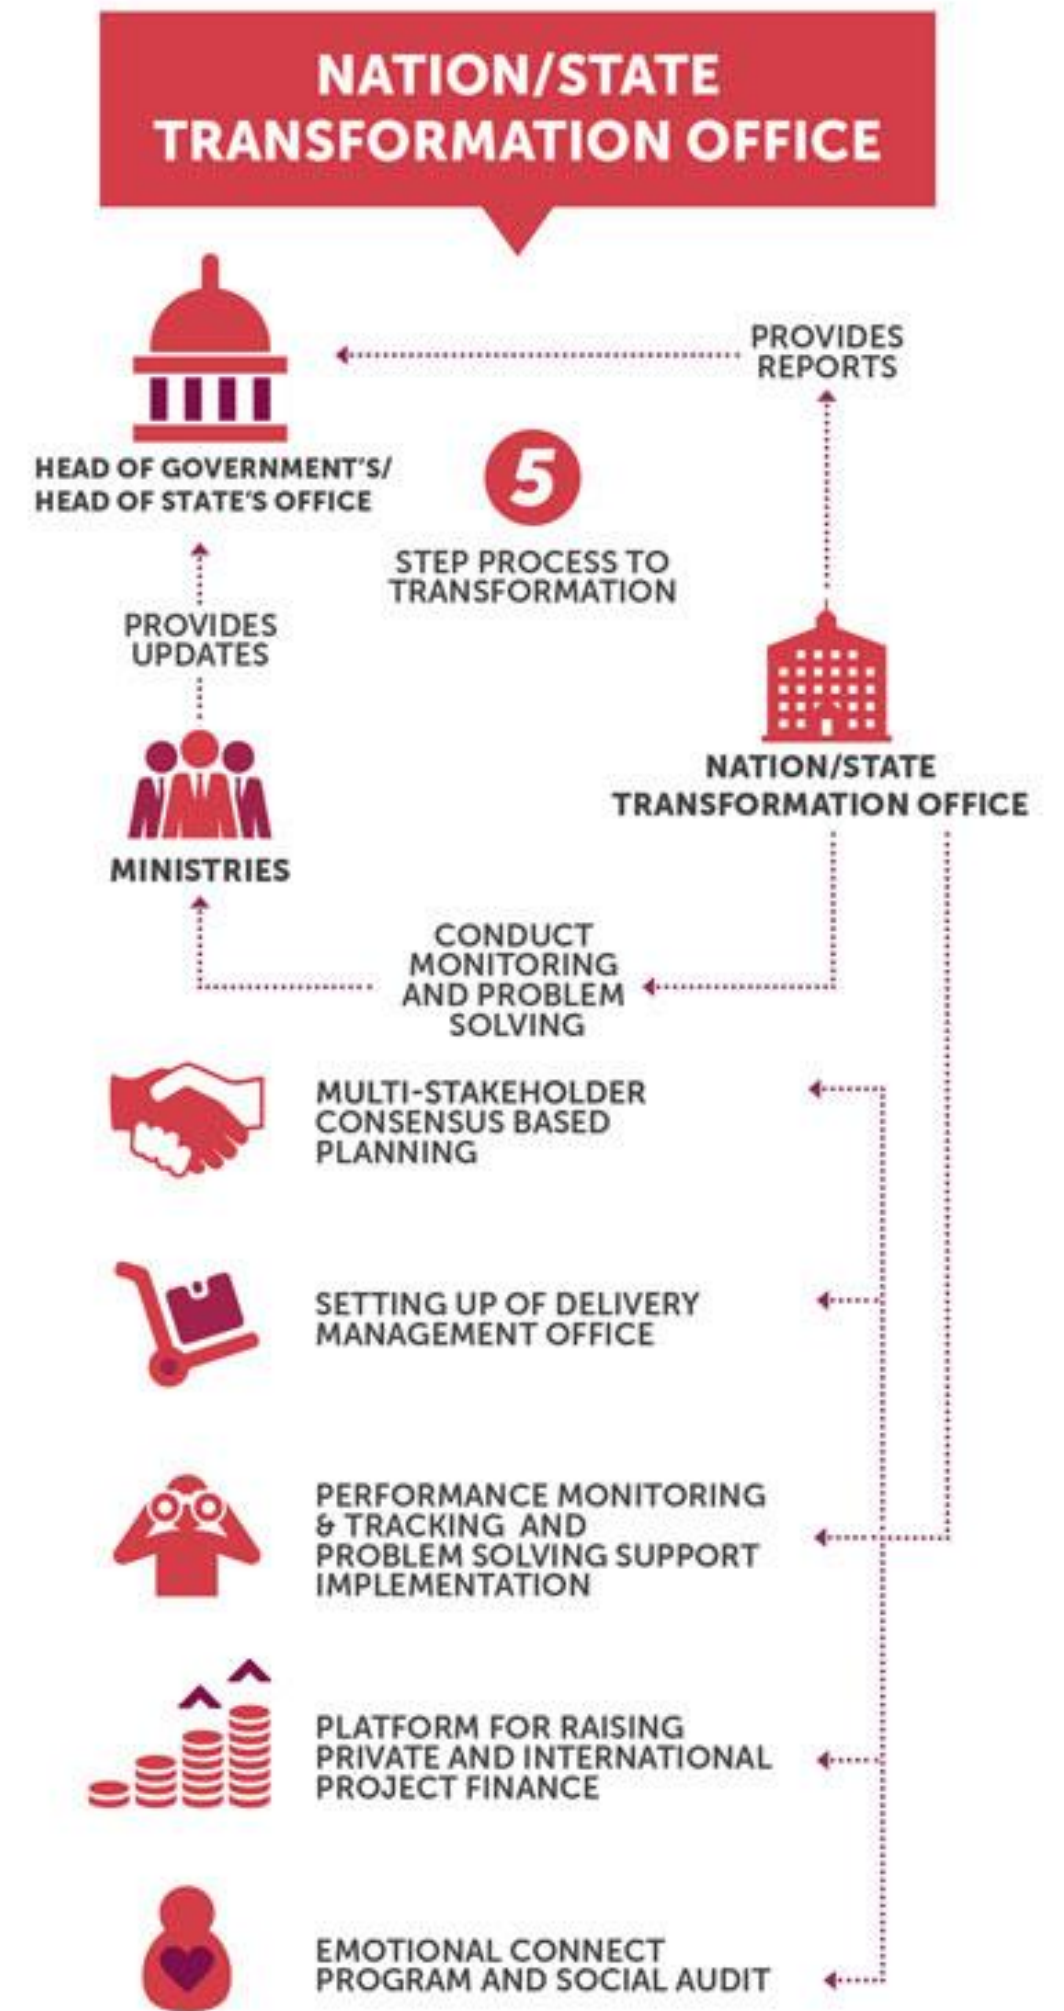 NATION/STATE
TRANSFORMATION OFFICE
PROVIDES
REPORTS
HEAD OF GOVERNMENT'S/
HEAD OF STATE'S OFFICE
5
STEP PROCESS TO
TRANSFORMATION
PROVIDES
UPDATES
NATION/STATE
TRANSFORMATION OFFICE
MINISTRIES
CONDUCT
MONITORING
AND PROBLEM
SOLVING
MULTI-STAKEHOLDER
CONSENSUS BASED
PLANNING
SETTING UP OF DELIVERY
MANAGEMENT OFFICE
PERFORMANCE MONITORING
& TRACKING AND
PROBLEM SOLVING SUPPORT
IMPLEMENTATION
PLATFORM FOR RAISING
PRIVATE AND INTERNATIONAL
PROJECT FINANCE
EMOTIONAL CONNECT
PROGRAM AND SOCIAL AUDIT